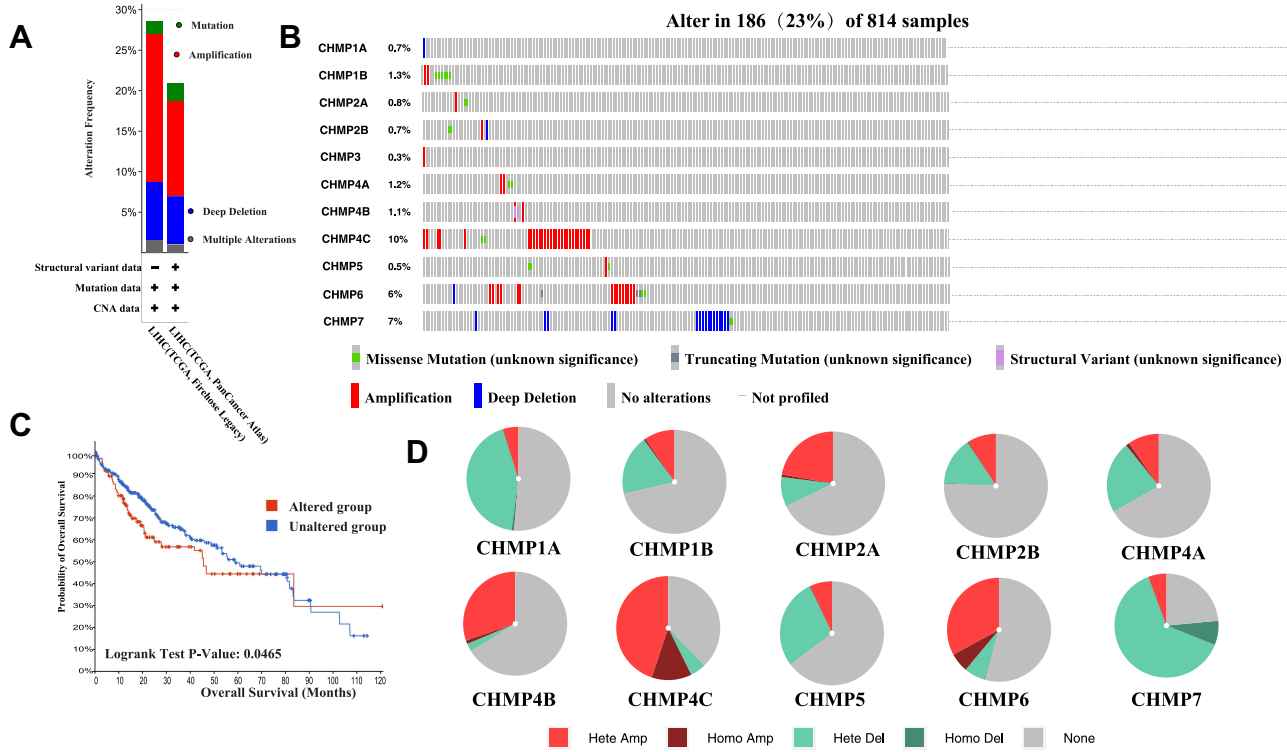 A
30%
25%
20%
15%
10%
5%
Alteration Frequency
Mutation
Amplification
Deep Deletion
Multiple Alterations
Structural variant data
Mutation data
CNA data
LIHC(TCGA, Firehose Legacy)
LIHC(TCGA, PanCancer Atlas)
B
Alter in 186（23%）of 814 samples
CHMP1A 0.7%
CHMP1B 1.3%
CHMP2A 0.8%
CHMP2B 0.7%
CHMP3 0.3%
CHMP4A 1.2%
CHMP4B 1.1%
CHMP4C 10%
CHMP5 0.5%
CHMP6 6%
CHMP7 7%
Missense Mutation (unknown significance)
Truncating Mutation (unknown significance)
Structural Variant (unknown significance)
Amplification
Deep Deletion
No alterations
Not profiled
C
100%
90%
80%
70%
60%
50%
40%
30%
20%
10%
0%
Probability of Overall Survival
Altered group
Unaltered group
Logrank Test P-Value: 0.0465
0 10 20 30 40 50 60 70 80 90 100 110 120
Overall Survival (Months)
D
CHMP1A
CHMP1B
CHMP2A
CHMP2B
CHMP4A
CHMP4B
CHMP4C
CHMP5
CHMP6
CHMP7
Hete Amp
Homo Amp
Hete Del
Homo Del
None